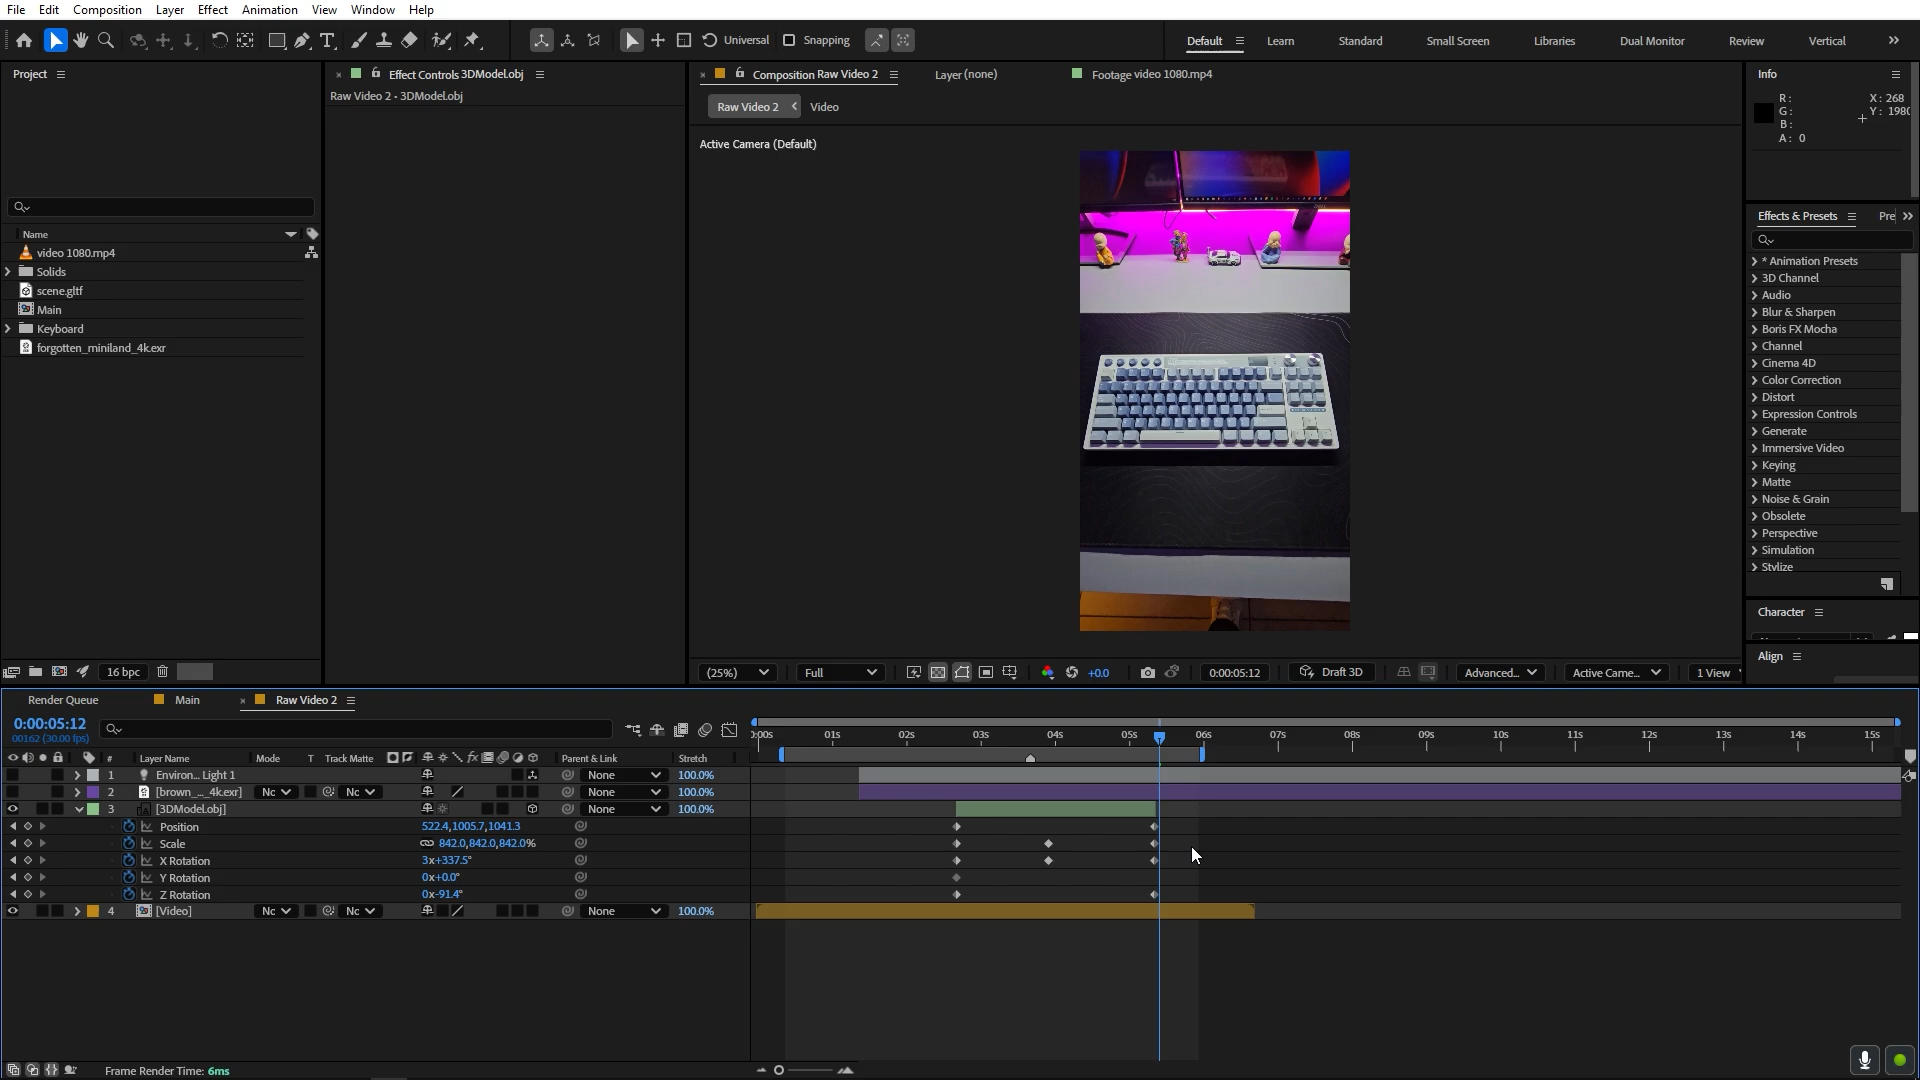 File Edit Composition Layer Effect Animation View Window Help
Universal Snapping Default Learn Standard Small Screen Libraries Dual Monitor Review Vertical
Project
Name
video 1080.mp4
Solids
scene.gltf
Main
Keyboard
forgotten_miniland_4k.exr
16 bpc
Effect Controls 3DModel.obj
Raw Video 2 • 3DModel.obj
Composition Raw Video 2 Layer (none) Footage video 1080.mp4
Raw Video 2 Video
Active Camera (Default)
(25%) Full +0.0 0:00:05:12 Draft 3D Advanced... Active Came... 1 View
Info
R: X: 268
G: Y: 1980
B:
A: 0
Effects & Presets Pre
* Animation Presets
3D Channel
Audio
Blur & Sharpen
Boris FX Mocha
Channel
Cinema 4D
Color Correction
Distort
Expression Controls
Generate
Immersive Video
Keying
Matte
Noise & Grain
Obsolete
Perspective
Simulation
Stylize
Character
Align
Render Queue Main Raw Video 2
0:00:05:12
00162 (30.00 fps)
0:00s 01s 02s 03s 04s 05s 06s 07s 08s 09s 10s 11s 12s 13s 14s 15s
# Layer Name Mode T Track Matte fx Parent & Link Stretch
1 Environ... Light 1 None 100.0%
2 [brown_..._4k.exr] Nc Nc None 100.0%
3 [3DModel.obj] None 100.0%
Position 522.4,1005.7,1041.3
Scale 842.0,842.0,842.0%
X Rotation 3x+337.5°
Y Rotation 0x+0.0°
Z Rotation 0x-91.4°
4 [Video] Nc Nc None 100.0%
Frame Render Time: 6ms